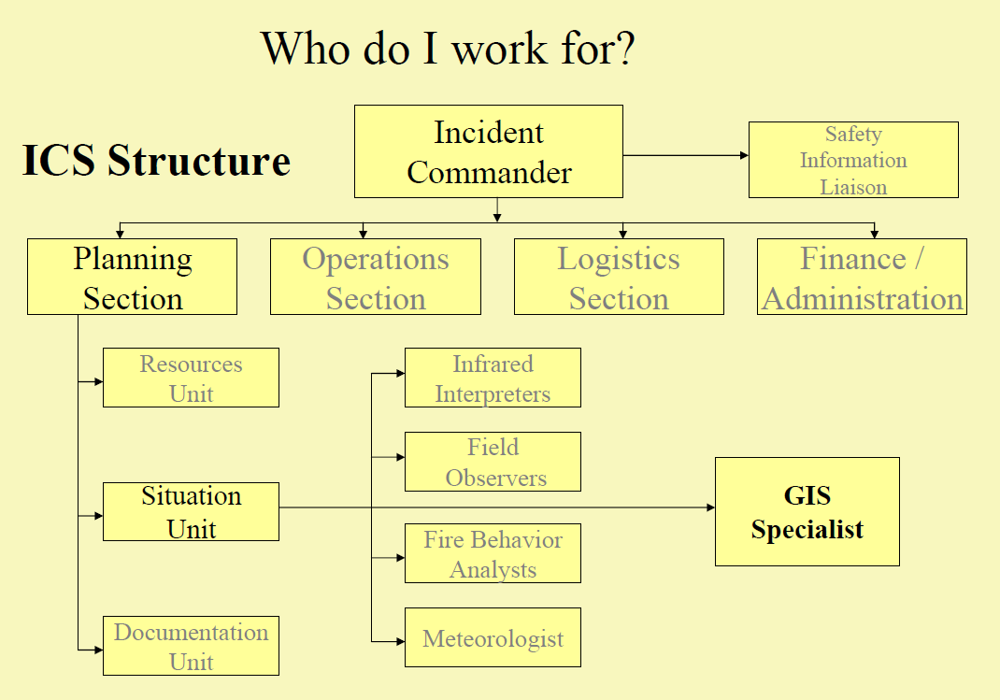 Who do I work for?
ICS Structure
Incident
Commander
Safety
Information
Liaison
Planning
Section
Operations
Section
Logistics
Section
Finance /
Administration
Resources
Unit
Infrared
Interpreters
Field
Observers
Situation
Unit
GIS
Specialist
Fire Behavior
Analysts
Documentation
Unit
Meteorologist